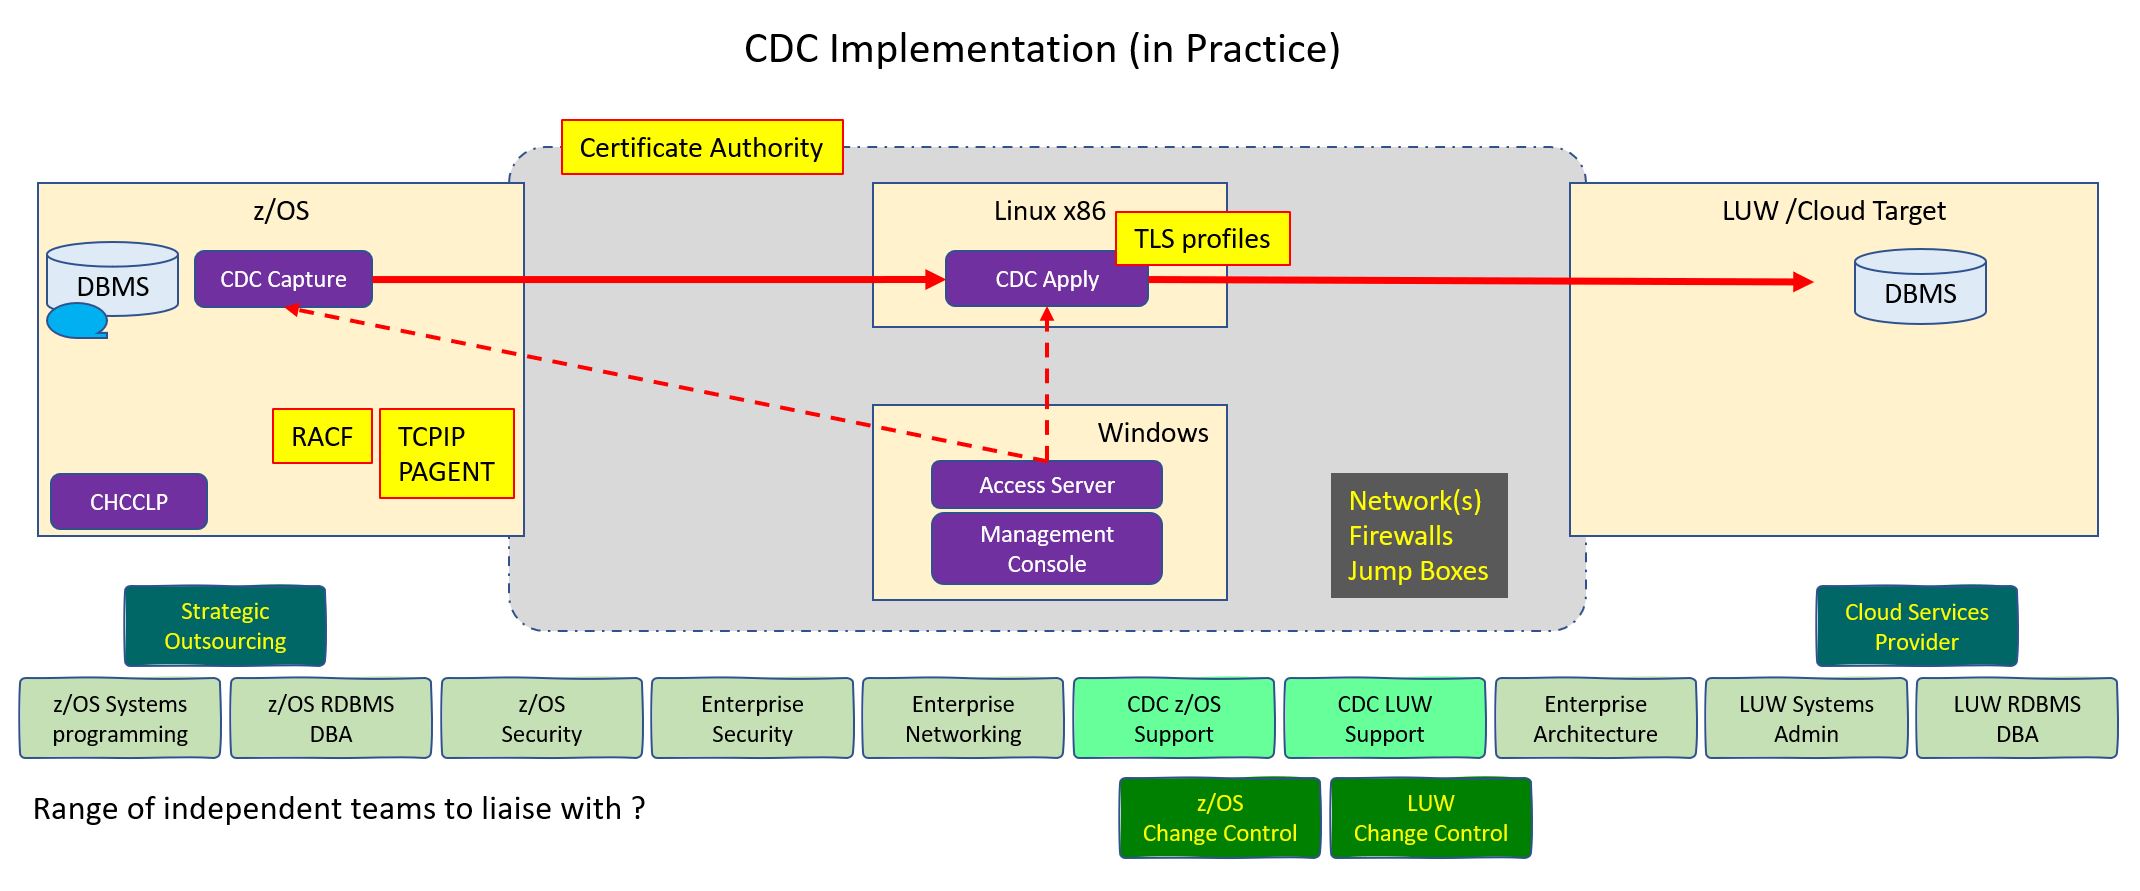 CDC Implementation (in Practice)
Certificate Authority
z/OS
Linux x86
LUW /Cloud Target
TLS profiles
DBMS
CDC Capture
CDC Apply
DBMS
RACF
TCPIP
PAGENT
Windows
CHCCLP
Access Server
Management
Console
Network(s)
Firewalls
Jump Boxes
Strategic
Outsourcing
Cloud Services
Provider
z/OS Systems
programming
z/OS RDBMS
DBA
z/OS
Security
Enterprise
Security
Enterprise
Networking
CDC z/OS
Support
CDC LUW
Support
Enterprise
Architecture
LUW Systems
Admin
LUW RDBMS
DBA
Range of independent teams to liaise with ?
z/OS
Change Control
LUW
Change Control